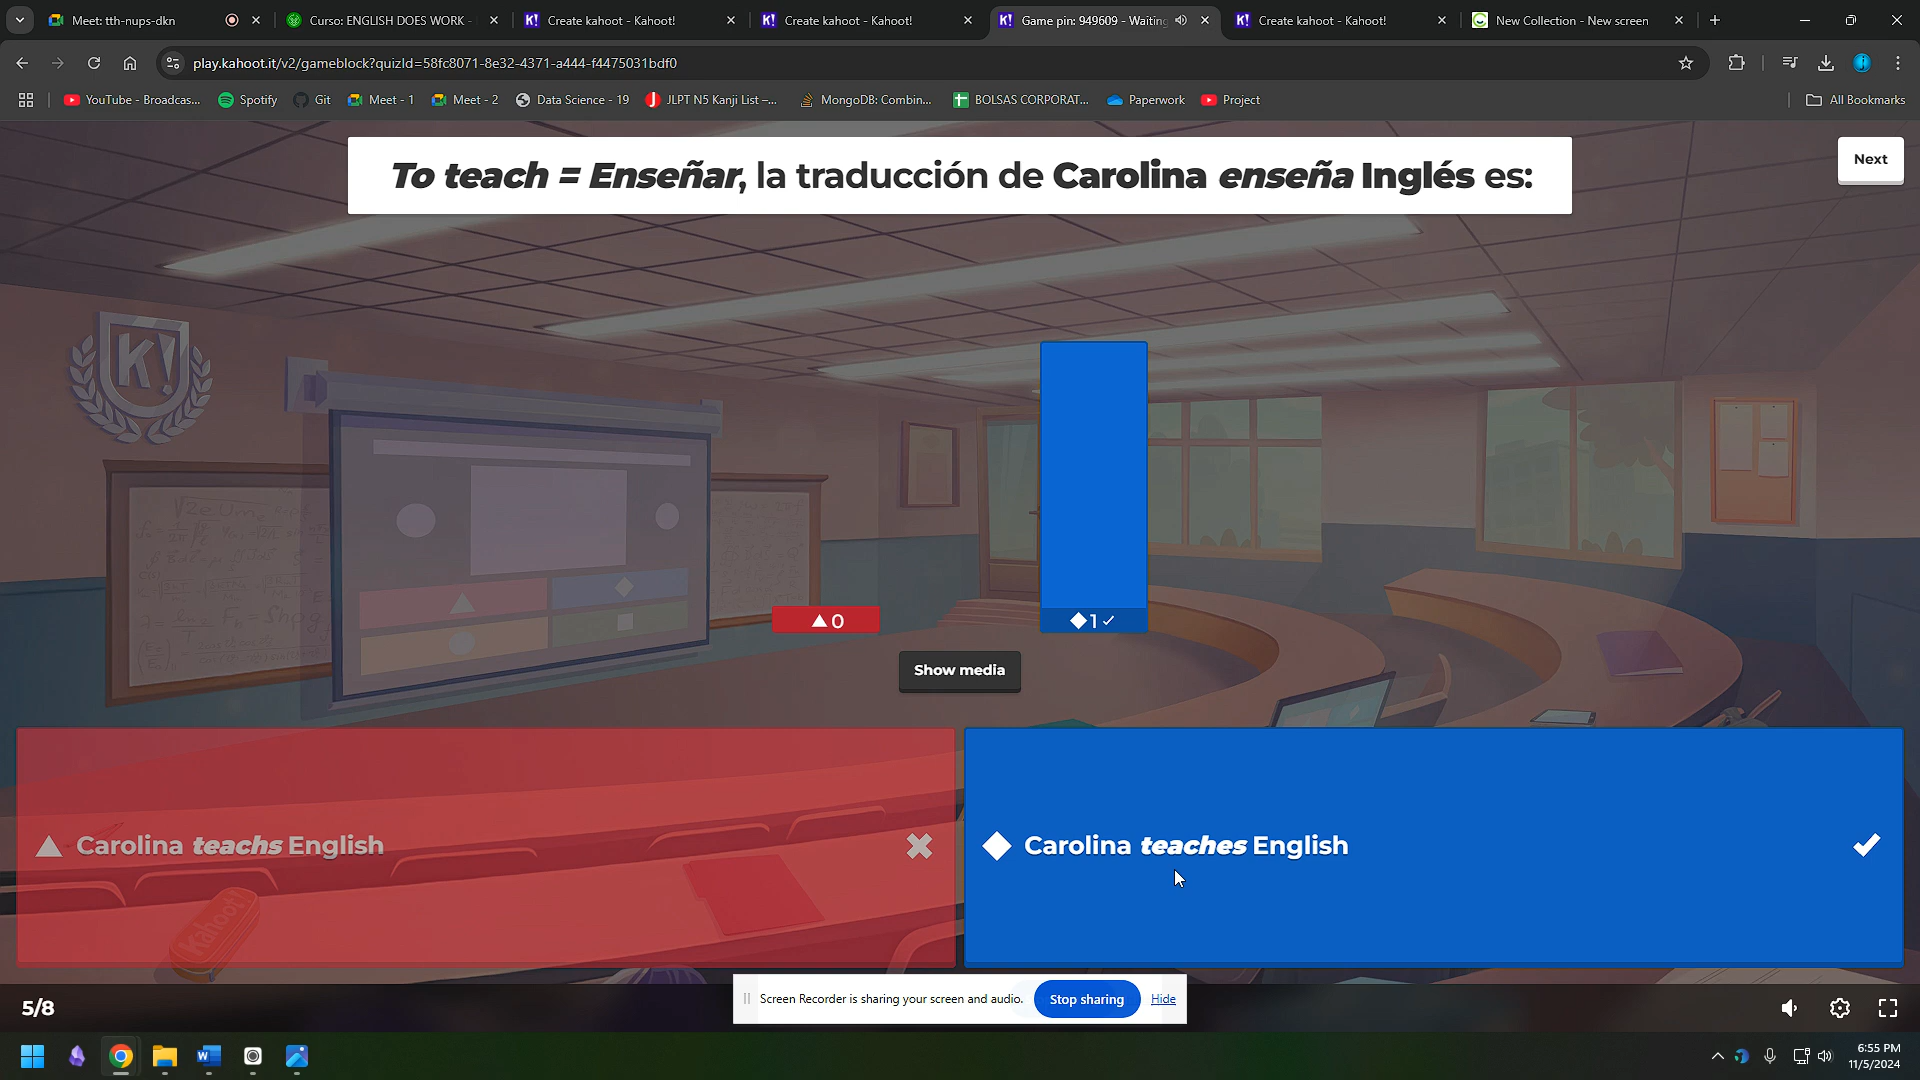 Meet: tth-nups-dkn
Curso: ENGLISH DOES WORK -
Create kahoot - Kahoot!
Create kahoot - Kahoot!
Game pin: 949609 - Waiting
Create kahoot - Kahoot!
New Collection - New screen
play.kahoot.it/v2/gameblock?quizId=58fc8071-8e32-4371-a444-f4475031bdf0
YouTube - Broadcas...
Spotify
Git
Meet - 1
Meet - 2
Data Science - 19
JLPT N5 Kanji List –...
MongoDB: Combin...
BOLSAS CORPORAT...
Paperwork
Project
All Bookmarks
To teach = Enseñar, la traducción de Carolina enseña Inglés es:
Next
K!
0
1
Show media
Carolina teachs English
Carolina teaches English
Kahoot!
5/8
Screen Recorder is sharing your screen and audio.
Stop sharing
Hide
6:55 PM
11/5/2024